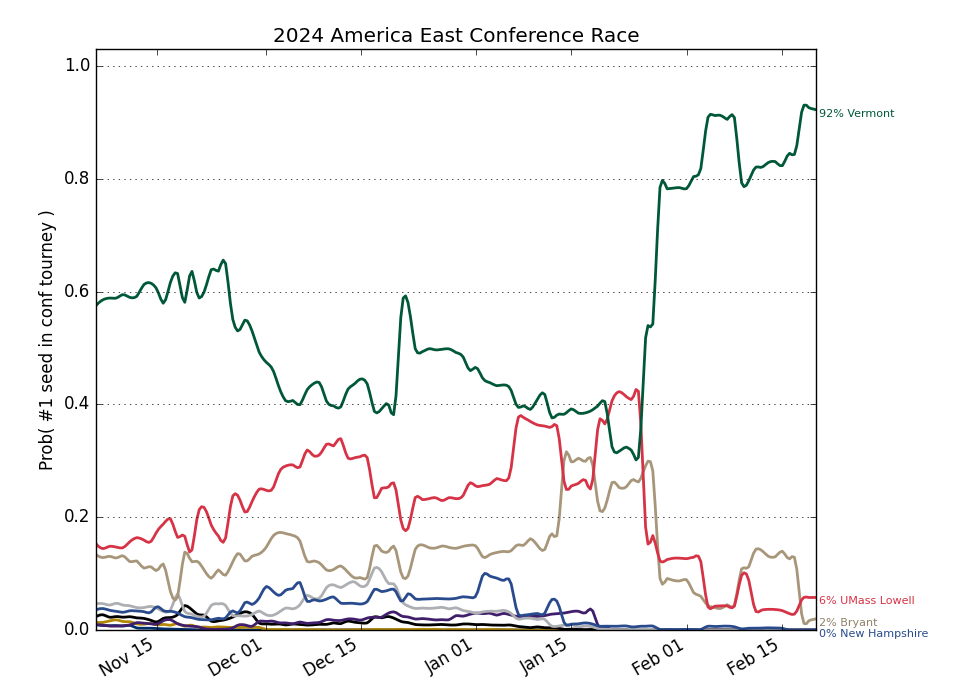 2024 America East Conference Race
Prob( #1 seed in conf tourney )
1.0
0.8
0.6
0.4
0.2
0.0
92% Vermont
6% UMass Lowell
2% Bryant
0% New Hampshire
Nov 15
Dec 01
Dec 15
Jan 01
Jan 15
Feb 01
Feb 15